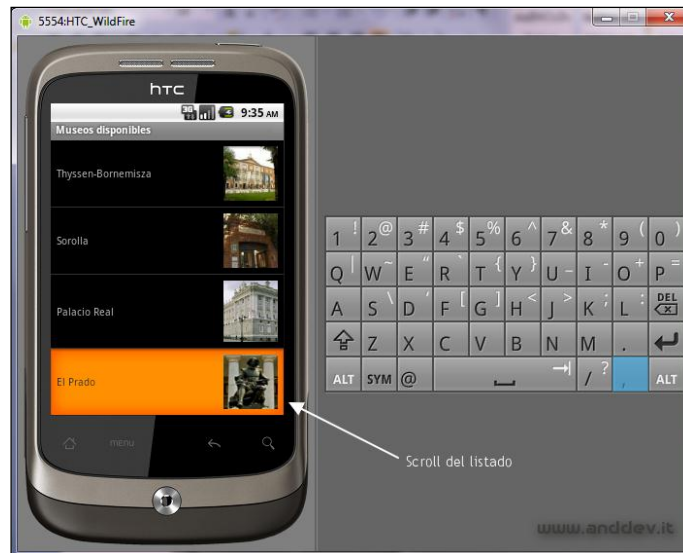 5554:HTC_WildFire
hTC
3G
9:35 AM
Museos disponibles
Thyssen-Bornemisza
Sorolla
Palacio Real
El Prado
menu
1 ! 2 @ 3 # 4 $ 5 % 6 ^ 7 & 8 * 9 ( 0 )
Q | W ~ E " R ` T { Y } U _ I - O + P =
A S \ D ' F [ G ] H < J > K ; L : DEL
Z X C V B N M .
ALT SYM @ / ? , ALT
Scroll del listado
www.anddev.it